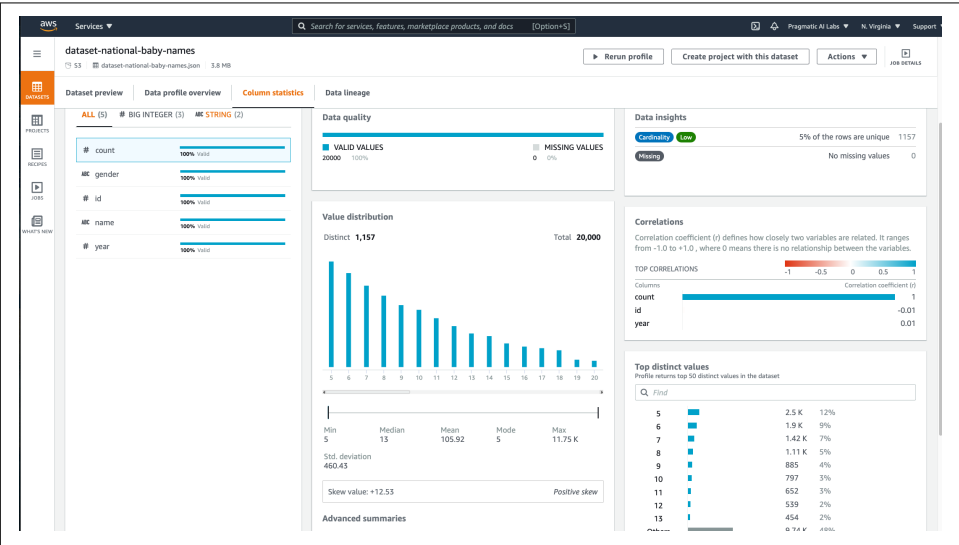 aws
Services ▼
Search for services, features, marketplace products, and docs [Option+S]
Pragmatic AI Labs ▼
N. Virginia ▼
Support
DATASETS
PROJECTS
RECIPES
JOBS
WHAT'S NEW
dataset-national-baby-names
S3
dataset-national-baby-names.json
3.8 MB
Rerun profile
Create project with this dataset
Actions ▼
JOB DETAILS
Dataset preview
Data profile overview
Column statistics
Data lineage
ALL (5)
# BIG INTEGER (3)
ABC STRING (2)
# count
100% Valid
ABC gender
100% Valid
# id
100% Valid
ABC name
100% Valid
# year
100% Valid
Data quality
VALID VALUES
20000 100%
MISSING VALUES
0 0%
Value distribution
Distinct 1,157
Total 20,000
5 6 7 8 9 10 11 12 13 14 15 16 17 18 19 20
Min
5
Median
13
Mean
105.92
Mode
5
Max
11.75 K
Std. deviation
460.43
Skew value: +12.53
Positive skew
Advanced summaries
Data insights
Cardinality Low 5% of the rows are unique 1157
Missing No missing values 0
Correlations
Correlation coefficient (r) defines how closely two variables are related. It ranges
from -1.0 to +1.0 , where 0 means there is no relationship between the variables.
TOP CORRELATIONS
-1 -0.5 0 0.5 1
Columns Correlation coefficient (r)
count 1
id -0.01
year 0.01
Top distinct values
Profile returns top 50 distinct values in the dataset
Find
5 2.5 K 12%
6 1.9 K 9%
7 1.42 K 7%
8 1.11 K 5%
9 885 4%
10 797 3%
11 652 3%
12 539 2%
13 454 2%
Others 9.74 K 48%